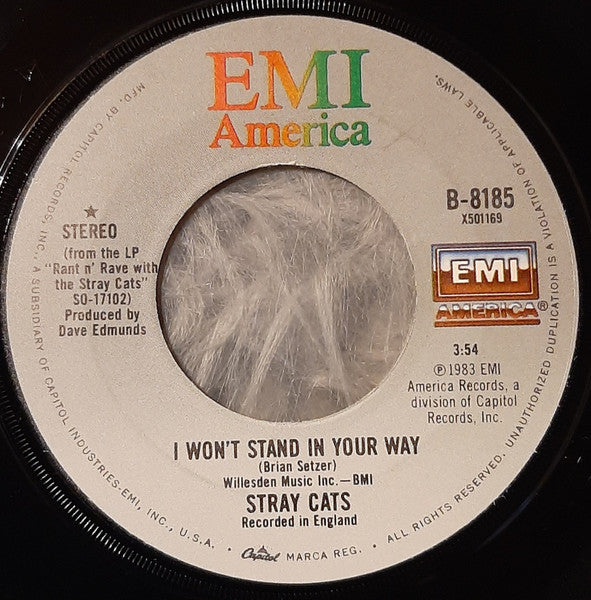 EMI
America
B-8185
X501169
★
STEREO
(from the LP
"Rant n' Rave with
the Stray Cats"
SO-17102)
Produced by
Dave Edmunds
EMI
AMERICA®
3:54
℗1983 EMI
America Records, a
division of Capitol
Records, Inc.
I WON'T STAND IN YOUR WAY
(Brian Setzer)
Willesden Music Inc.—BMI
STRAY CATS
Recorded in England
MFD. BY CAPITOL RECORDS, INC., A SUBSIDIARY OF CAPITOL INDUSTRIES-EMI, INC., U.S.A. • Capitol MARCA REG. • ALL RIGHTS RESERVED. UNAUTHORIZED DUPLICATION IS A VIOLATION OF APPLICABLE LAWS.